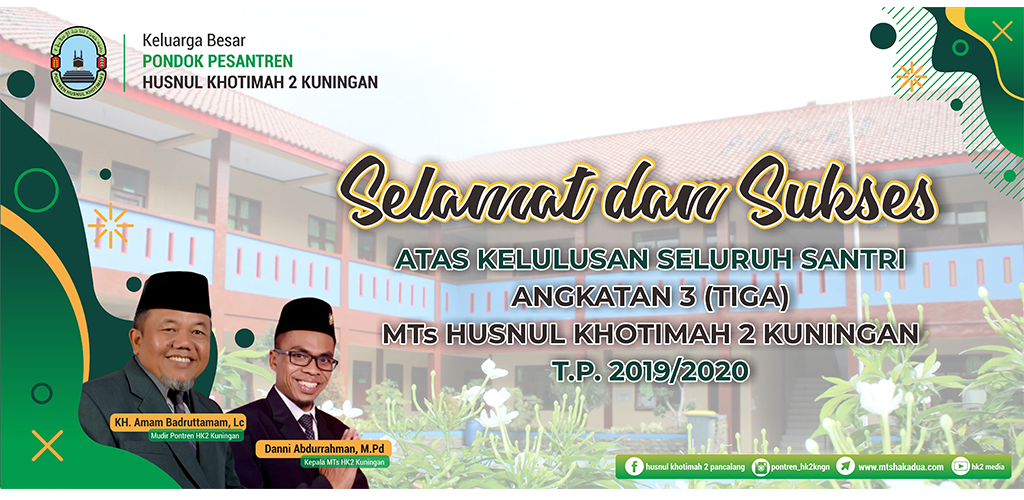 Keluarga Besar
PONDOK PESANTREN
HUSNUL KHOTIMAH 2 KUNINGAN
Selamat dan Sukses
ATAS KELULUSAN SELURUH SANTRI
ANGKATAN 3 (TIGA)
MTs HUSNUL KHOTIMAH 2 KUNINGAN
T.P. 2019/2020
KH. Amam Badruttamam, Lc
Mudir Pontren HK2 Kuningan
Danni Abdurrahman, M.Pd
Kepala MTs HK2 Kuningan
husnul khotimah 2 pancalang
pontren_hk2kngn
www.mtshakadua.com
hk2 media